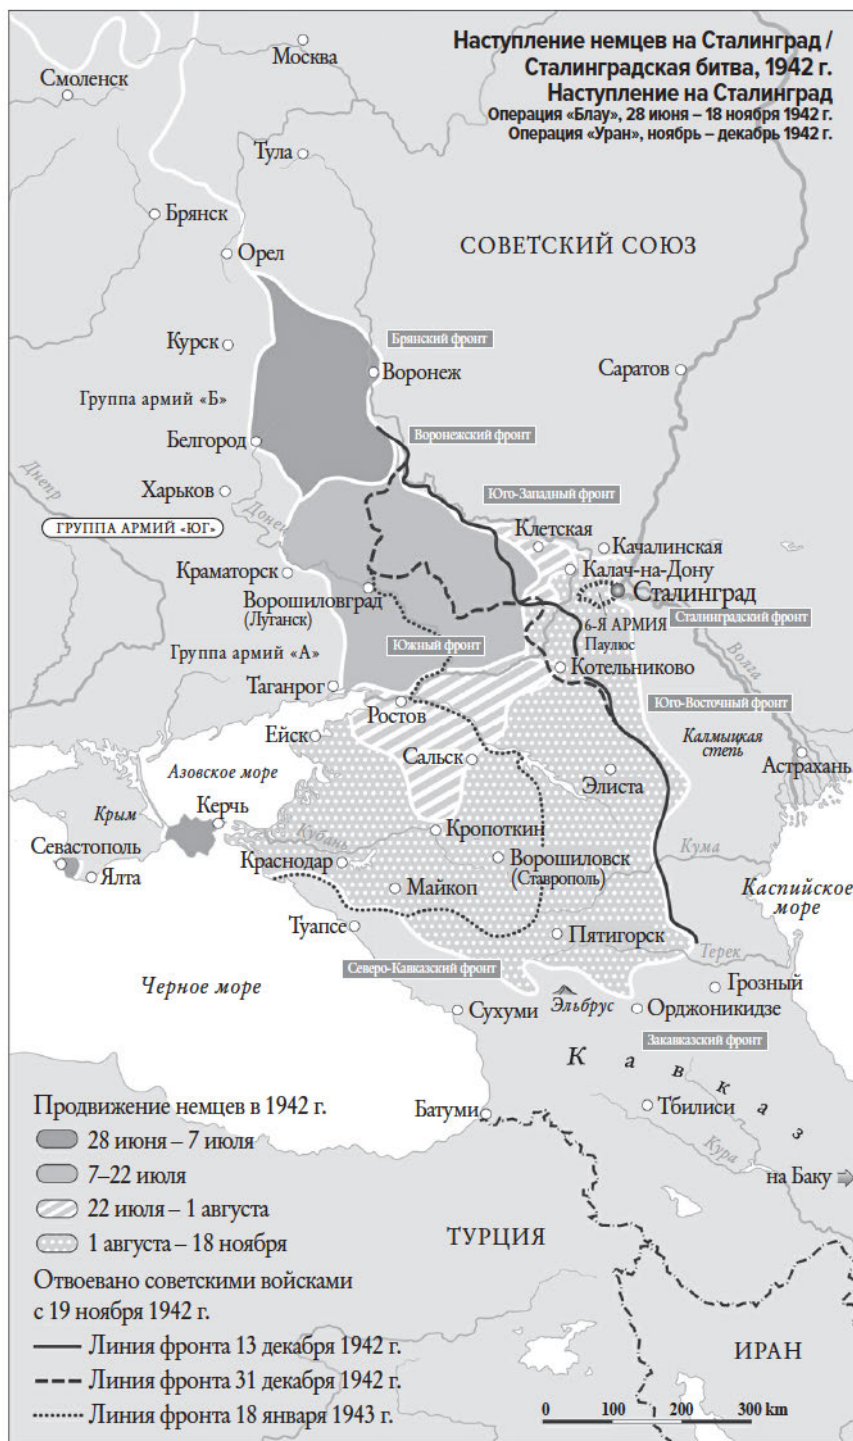 Наступление немцев на Сталинград /
Сталинградская битва, 1942 г.
Наступление на Сталинград
Операция «Блау», 28 июня – 18 ноября 1942 г.
Операция «Уран», ноябрь – декабрь 1942 г.
Москва
Смоленск
Тула
Брянск
Орел
СОВЕТСКИЙ СОЮЗ
Курск
Брянский фронт
Воронеж
Саратов
Группа армий «Б»
Воронежский фронт
Белгород
Днепр
Харьков
Юго-Западный фронт
ГРУППА АРМИЙ «ЮГ»
Донец
Клетская
Качалинская
Краматорск
Калач-на-Дону
Ворошиловград
(Луганск)
Сталинград
6-Я АРМИЯ
Паулюс
Сталинградский фронт
Южный фронт
Группа армий «А»
Волга
Котельниково
Таганрог
Ростов
Юго-Восточный фронт
Ейск
Калмыцкая
степь
Сальск
Азовское море
Элиста
Астрахань
Крым
Керчь
Кропоткин
Кубань
Севастополь
Кума
Краснодар
Ворошиловск
(Ставрополь)
Ялта
Майкоп
Каспийское
море
Туапсе
Пятигорск
Терек
Северо-Кавказский фронт
Черное море
Грозный
Эльбрус
Сухуми
Орджоникидзе
Закавказский фронт
Кавказ
Батуми
Тбилиси
Кура
на Баку
ТУРЦИЯ
ИРАН
Продвижение немцев в 1942 г.
28 июня – 7 июля
7–22 июля
22 июля – 1 августа
1 августа – 18 ноября
Отвоевано советскими войсками
с 19 ноября 1942 г.
Линия фронта 13 декабря 1942 г.
Линия фронта 31 декабря 1942 г.
Линия фронта 18 января 1943 г.
0 100 200 300 km